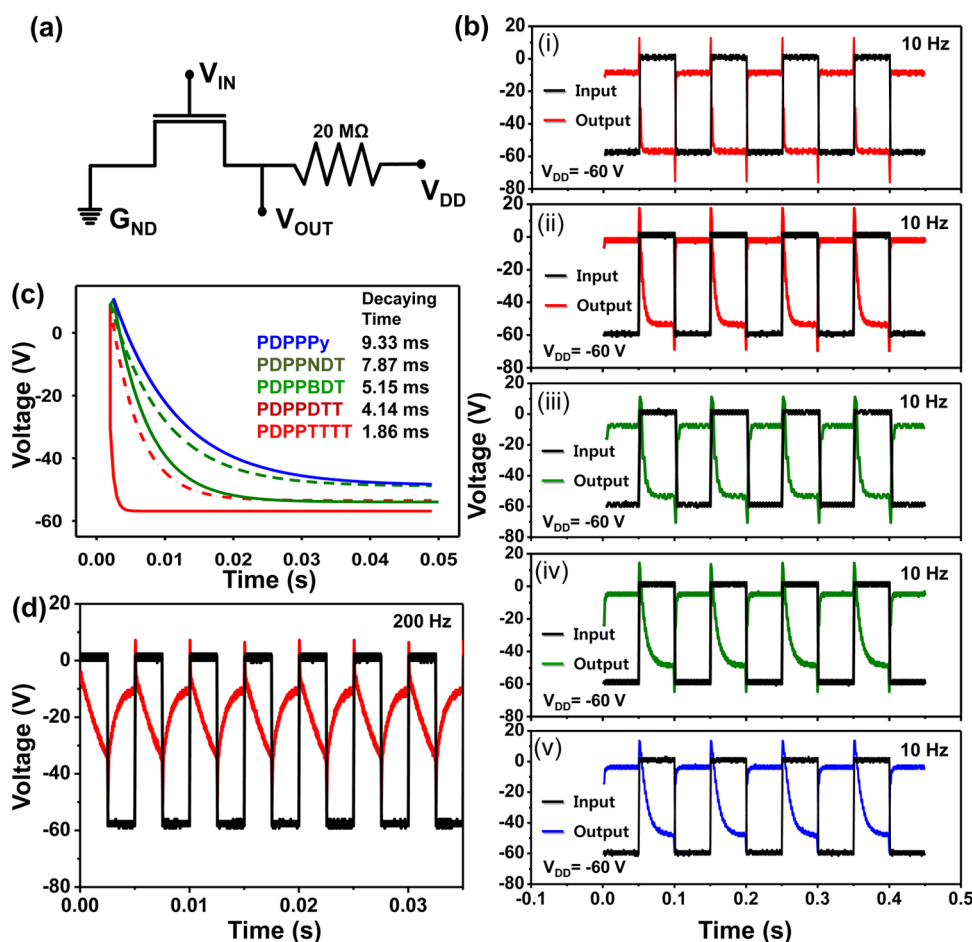 (a)
V_IN
20 MΩ
G_ND
V_OUT
V_DD
(b)
Voltage (V)
20
0
-20
-40
-60
-80
(i)
10 Hz
Input
Output
V_DD= -60 V
20
0
-20
-40
-60
-80
(ii)
10 Hz
Input
Output
V_DD= -60 V
20
0
-20
-40
-60
-80
(iii)
10 Hz
Input
Output
V_DD= -60 V
20
0
-20
-40
-60
-80
(iv)
10 Hz
Input
Output
V_DD= -60 V
20
0
-20
-40
-60
-80
(v)
10 Hz
Input
Output
V_DD= -60 V
-0.1 0.0 0.1 0.2 0.3 0.4 0.5
Time (s)
(c)
Voltage (V)
0
-20
-40
-60
Decaying
Time
PDPPPy 9.33 ms
PDPPNDT 7.87 ms
PDPPBDT 5.15 ms
PDPPDTT 4.14 ms
PDPPTTTT 1.86 ms
0.00 0.01 0.02 0.03 0.04 0.05
Time (s)
(d)
Voltage (V)
20
0
-20
-40
-60
-80
200 Hz
0.00 0.01 0.02 0.03
Time (s)